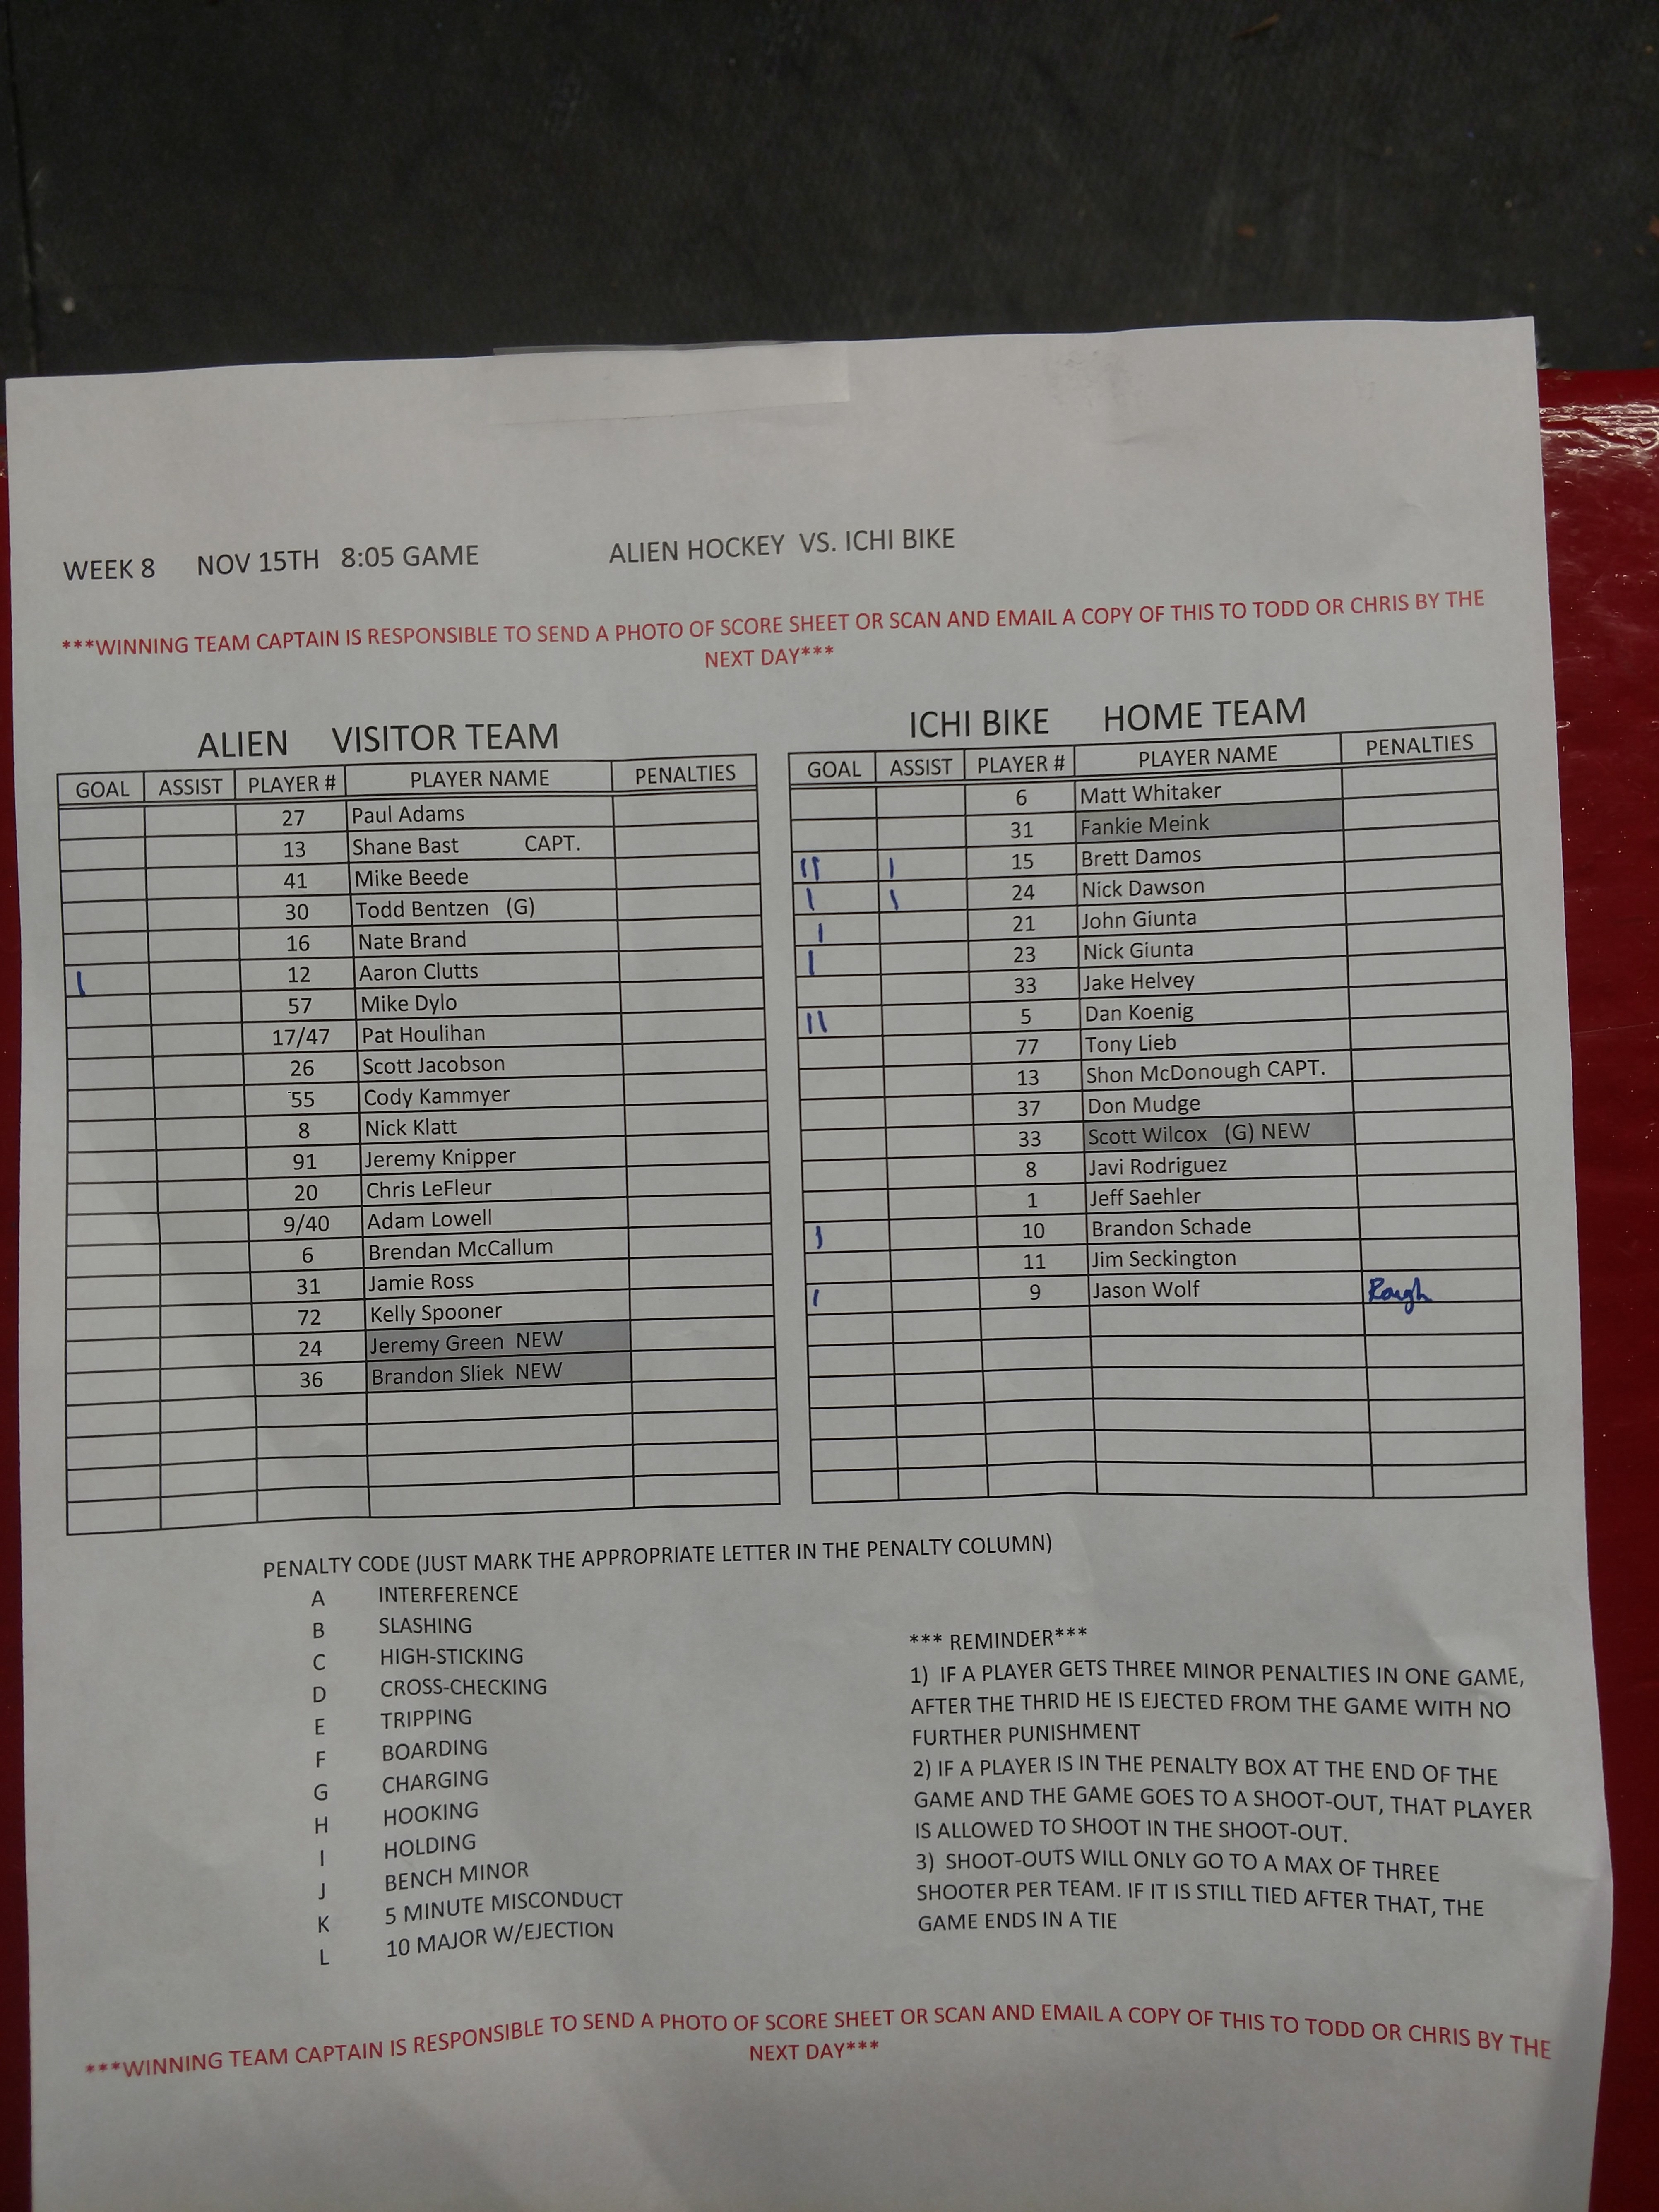 WEEK 8 NOV 15TH 8:05 GAME ALIEN HOCKEY VS. ICHI BIKE
***WINNING TEAM CAPTAIN IS RESPONSIBLE TO SEND A PHOTO OF SCORE SHEET OR SCAN AND EMAIL A COPY OF THIS TO TODD OR CHRIS BY THE
NEXT DAY***
ALIEN VISITOR TEAM
GOAL ASSIST PLAYER # PLAYER NAME PENALTIES
27 Paul Adams
13 Shane Bast CAPT.
41 Mike Beede
30 Todd Bentzen (G)
16 Nate Brand
| 12 Aaron Clutts
57 Mike Dylo
17/47 Pat Houlihan
26 Scott Jacobson
55 Cody Kammyer
8 Nick Klatt
91 Jeremy Knipper
20 Chris LeFleur
9/40 Adam Lowell
6 Brendan McCallum
31 Jamie Ross
72 Kelly Spooner
24 Jeremy Green NEW
36 Brandon Sliek NEW
ICHI BIKE HOME TEAM
GOAL ASSIST PLAYER # PLAYER NAME PENALTIES
6 Matt Whitaker
31 Fankie Meink
|| | 15 Brett Damos
| | 24 Nick Dawson
| 21 John Giunta
| 23 Nick Giunta
33 Jake Helvey
|| 5 Dan Koenig
77 Tony Lieb
13 Shon McDonough CAPT.
37 Don Mudge
33 Scott Wilcox (G) NEW
8 Javi Rodriguez
1 Jeff Saehler
| 10 Brandon Schade
11 Jim Seckington
| 9 Jason Wolf Rough
PENALTY CODE (JUST MARK THE APPROPRIATE LETTER IN THE PENALTY COLUMN)
A INTERFERENCE
B SLASHING
C HIGH-STICKING
D CROSS-CHECKING
E TRIPPING
F BOARDING
G CHARGING
H HOOKING
I HOLDING
J BENCH MINOR
K 5 MINUTE MISCONDUCT
L 10 MAJOR W/EJECTION
*** REMINDER***
1) IF A PLAYER GETS THREE MINOR PENALTIES IN ONE GAME,
AFTER THE THRID HE IS EJECTED FROM THE GAME WITH NO
FURTHER PUNISHMENT
2) IF A PLAYER IS IN THE PENALTY BOX AT THE END OF THE
GAME AND THE GAME GOES TO A SHOOT-OUT, THAT PLAYER
IS ALLOWED TO SHOOT IN THE SHOOT-OUT.
3) SHOOT-OUTS WILL ONLY GO TO A MAX OF THREE
SHOOTER PER TEAM. IF IT IS STILL TIED AFTER THAT, THE
GAME ENDS IN A TIE
***WINNING TEAM CAPTAIN IS RESPONSIBLE TO SEND A PHOTO OF SCORE SHEET OR SCAN AND EMAIL A COPY OF THIS TO TODD OR CHRIS BY THE
NEXT DAY***